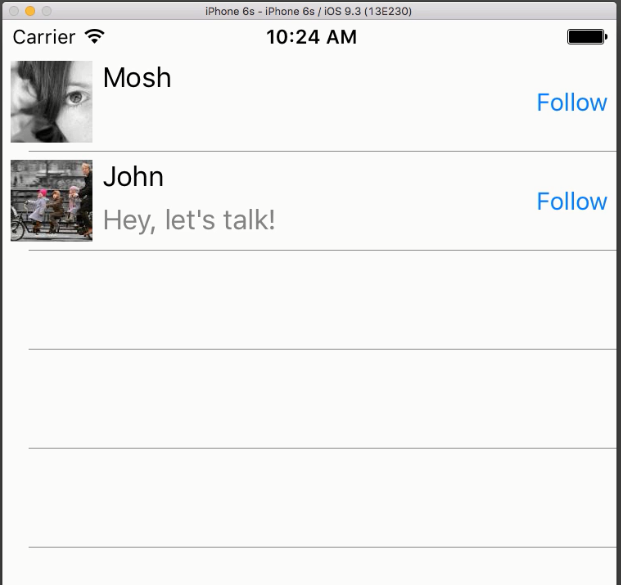 iPhone 6s - iPhone 6s / iOS 9.3 (13E230)
Carrier 10:24 AM
Mosh
Follow
John
Hey, let's talk!
Follow